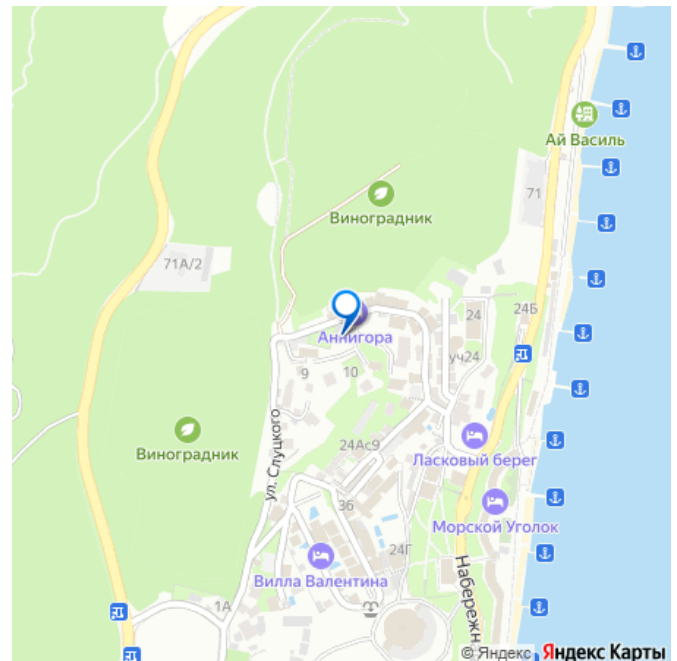 Ай Василь
71
Виноградник
71А/2
24Б
24
Аннигора
уч24
9
10
Виноградник
ул. Слуцкого
24Ас9
Ласковый берег
36
Морской Уголок
24Г
Вилла Валентина
Набережн
1А
© Яндекс Яндекс Карты